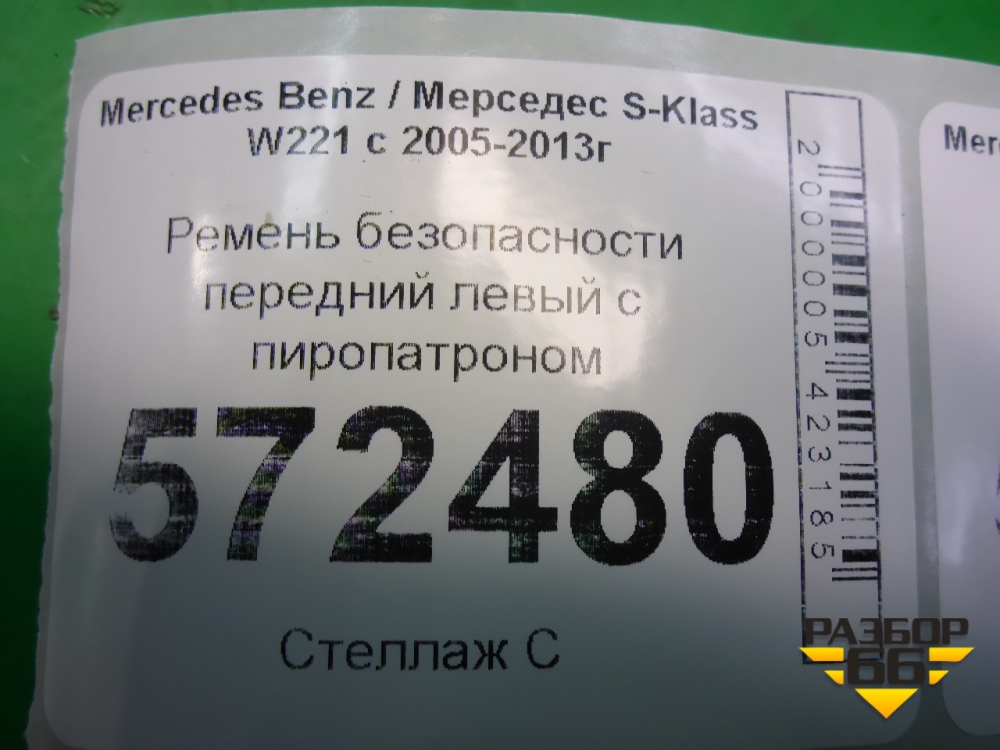 Mercedes Benz / Мерседес S-Klass
W221 с 2005-2013г
Ремень безопасности
передний левый с
пиропатроном
572480
Стеллаж С
2000005423185
Merc
РАЗБОР
66